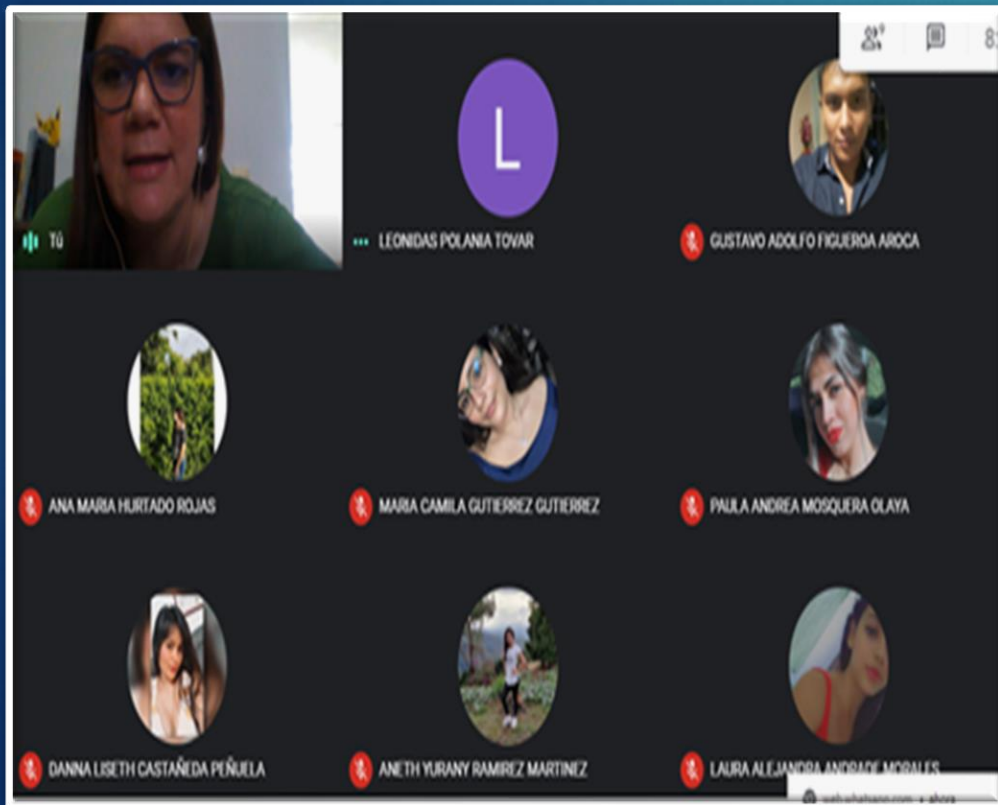 Tú
L
LEONIDAS POLANIA TOVAR
GUSTAVO ADOLFO FIGUEROA AROCA
ANA MARIA HURTADO ROJAS
MARIA CAMILA GUTIERREZ GUTIERREZ
PAULA ANDREA MOSQUERA OLAYA
DANNA LISETH CASTAÑEDA PEÑUELA
ANETH YURANY RAMIREZ MARTINEZ
LAURA ALEJANDRA ANDRADE MORALES